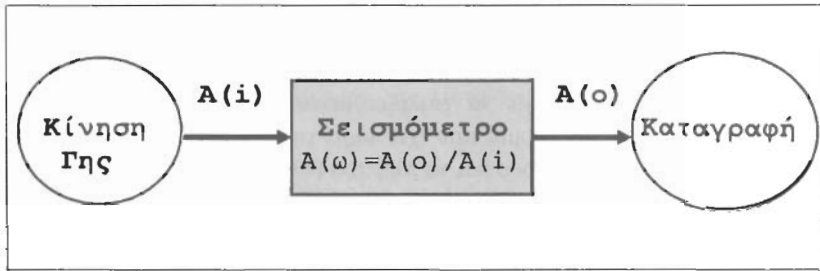 Κίνηση
Γης
A(i)
Σεισμόμετρο
A(ω)=A(o)/A(i)
A(o)
Καταγραφή